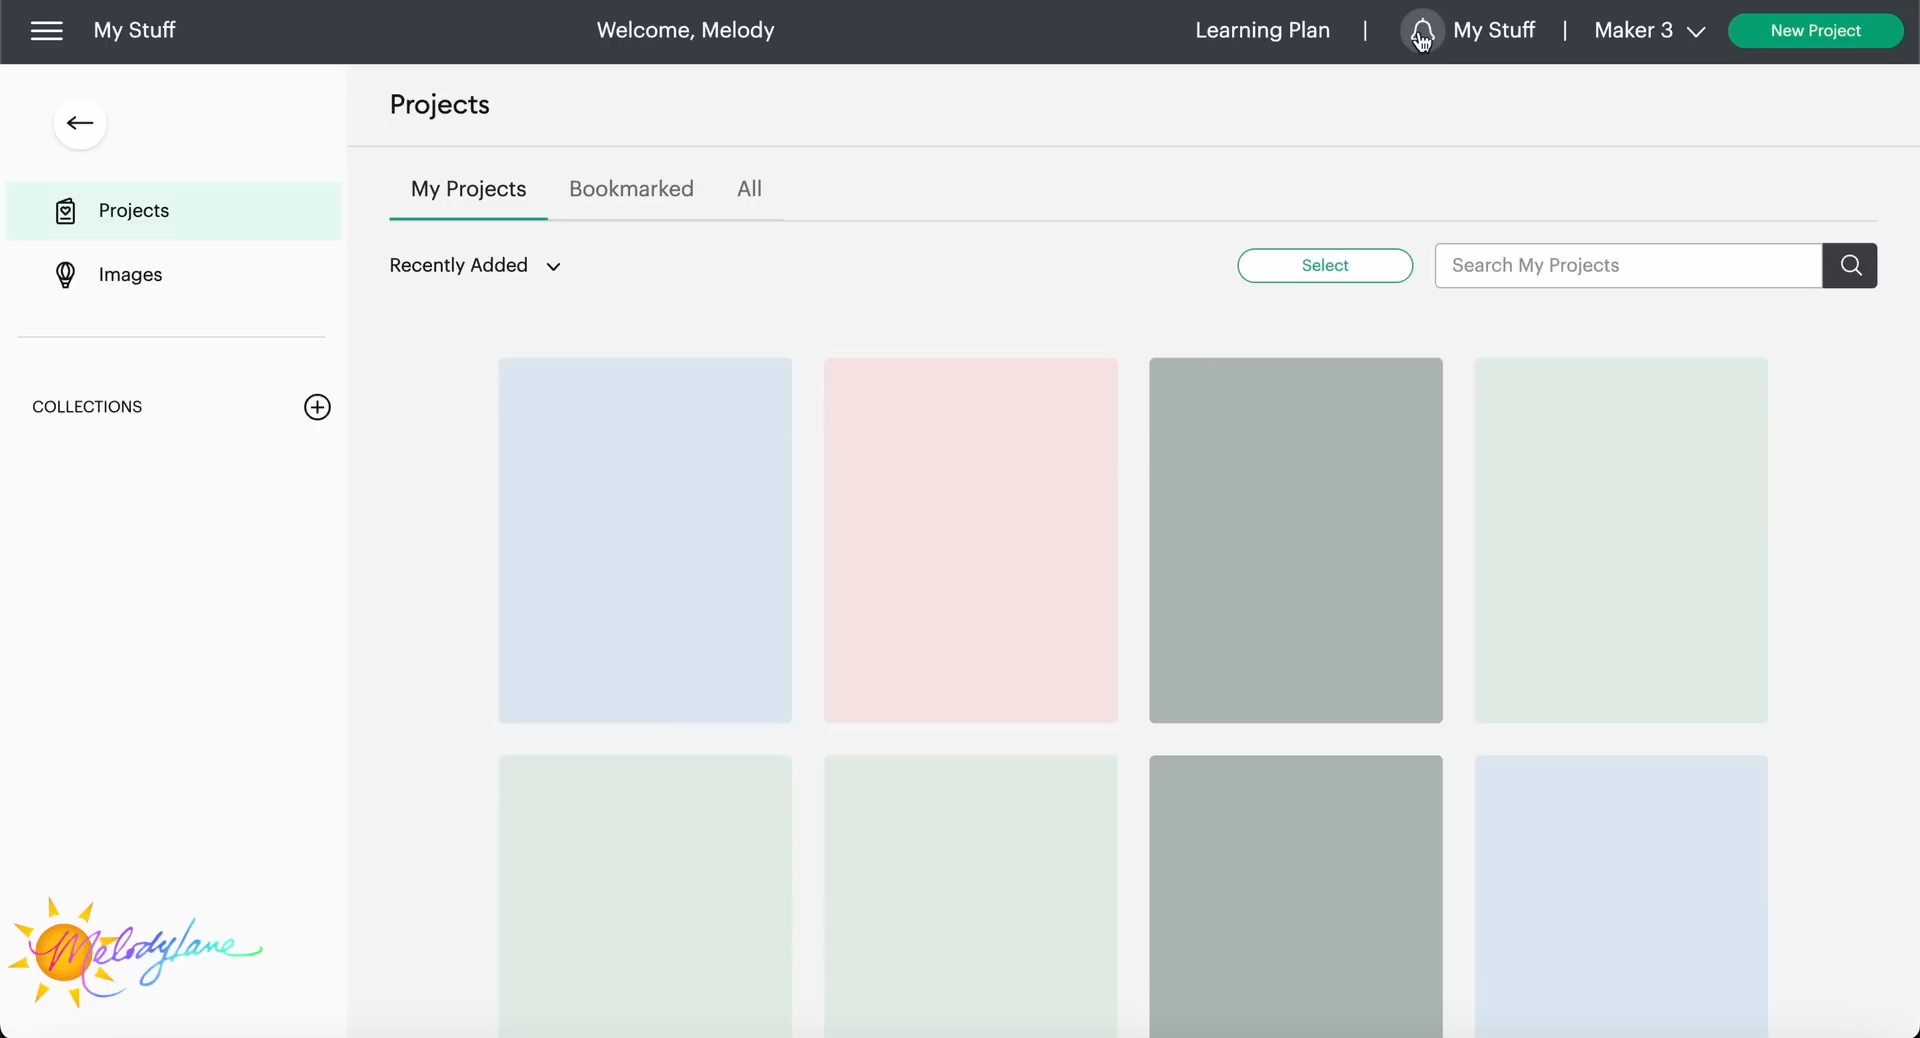 My Stuff
Welcome, Melody
Learning Plan | My Stuff | Maker 3
New Project
Projects
Projects
Images
COLLECTIONS
My Projects
Bookmarked
All
Recently Added
Select
Search My Projects
MelodyLane